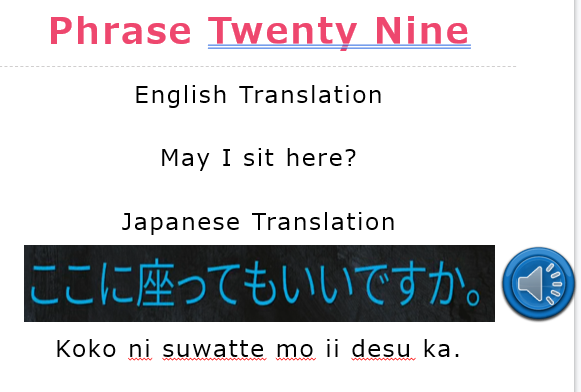 Phrase Twenty Nine
English Translation
May I sit here?
Japanese Translation
ここに座ってもいいですか。
Koko ni suwatte mo ii desu ka.